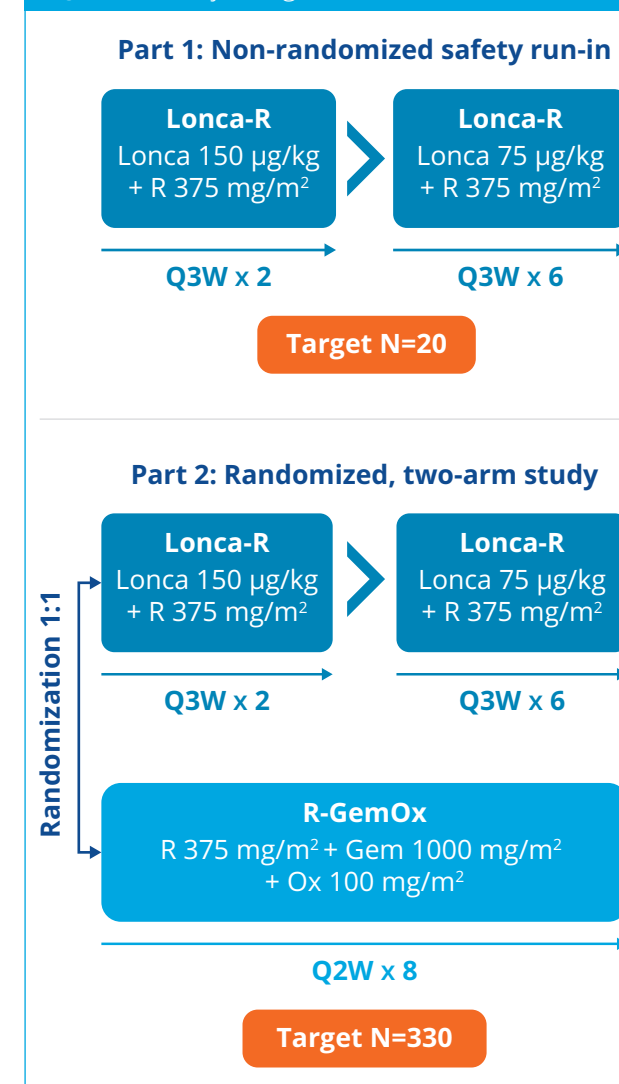 Part 1: Non-randomized safety run-in
Lonca-R
Lonca 150 µg/kg
+ R 375 mg/m²
Lonca-R
Lonca 75 µg/kg
+ R 375 mg/m²
Q3W x 2
Q3W x 6
Target N=20
Part 2: Randomized, two-arm study
Randomization 1:1
Lonca-R
Lonca 150 µg/kg
+ R 375 mg/m²
Lonca-R
Lonca 75 µg/kg
+ R 375 mg/m²
Q3W x 2
Q3W x 6
R-GemOx
R 375 mg/m² + Gem 1000 mg/m²
+ Ox 100 mg/m²
Q2W x 8
Target N=330